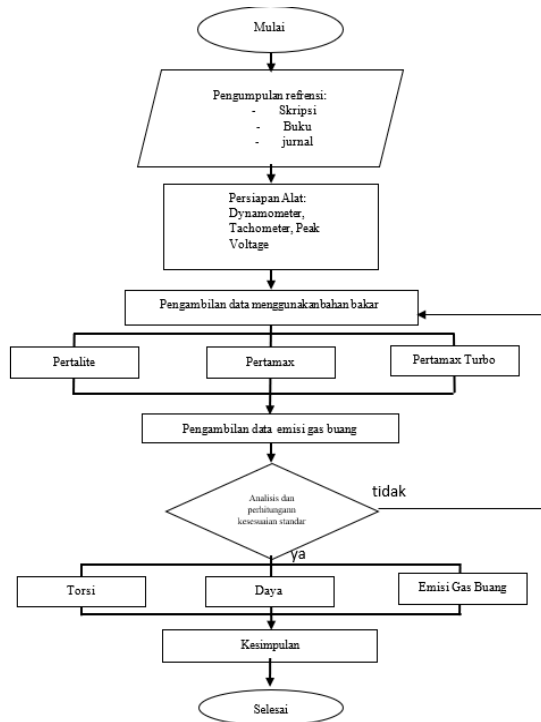 Mulai
Pengumpulan refrensi:
- Skripsi
- Buku
- jurnal
Persiapan Alat:
Dynamometer,
Tachometer, Peak
Voltage
Pengambilan data menggunakanbahan bakar
Pertalite
Pertamax
Pertamax Turbo
Pengambilan data emisi gas buang
Analisis dan
perhitungann
kesesuaian standar
tidak
ya
Torsi
Daya
Emisi Gas Buang
Kesimpulan
Selesai